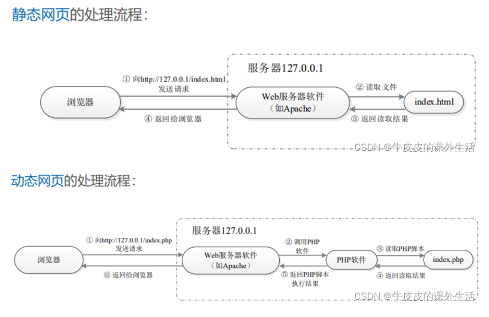 静态网页的处理流程：
服务器127.0.0.1
① 向http://127.0.0.1/index.html
发送请求
② 读取文件
浏览器
Web服务器软件
（如Apache）
index.html
④ 返回给浏览器
③ 返回读取结果
CSDN @牛皮皮的课外生活
动态网页的处理流程：
服务器127.0.0.1
① 向http://127.0.0.1/index.php
发送请求
② 调用PHP
软件
③ 读取PHP脚本
浏览器
Web服务器软件
（如Apache）
PHP软件
index.php
⑥ 返回给浏览器
⑤ 返回PHP脚本
执行结果
④ 返回读取结果
CSDN @牛皮皮的课外生活